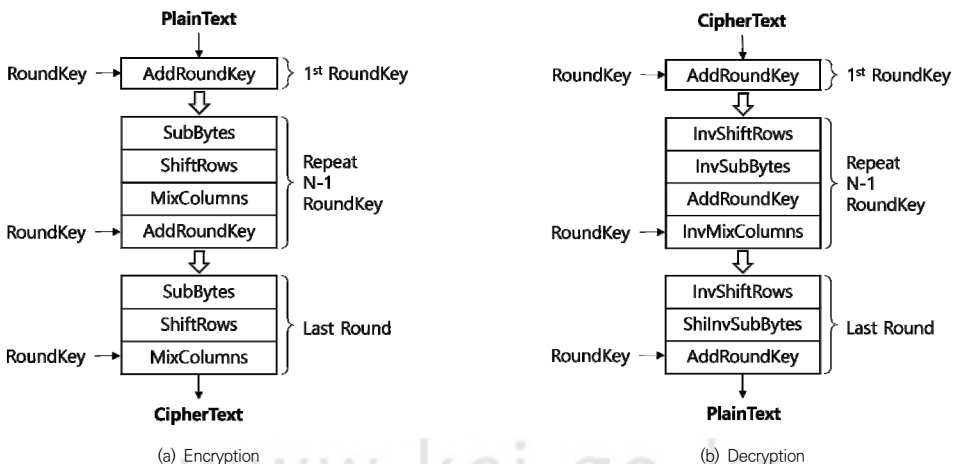 PlainText
RoundKey
AddRoundKey
1st RoundKey
SubBytes
ShiftRows
MixColumns
AddRoundKey
RoundKey
Repeat
N-1
RoundKey
SubBytes
ShiftRows
MixColumns
RoundKey
Last Round
CipherText
(a) Encryption
CipherText
RoundKey
AddRoundKey
1st RoundKey
InvShiftRows
InvSubBytes
AddRoundKey
InvMixColumns
RoundKey
Repeat
N-1
RoundKey
InvShiftRows
ShiInvSubBytes
AddRoundKey
RoundKey
Last Round
PlainText
(b) Decryption